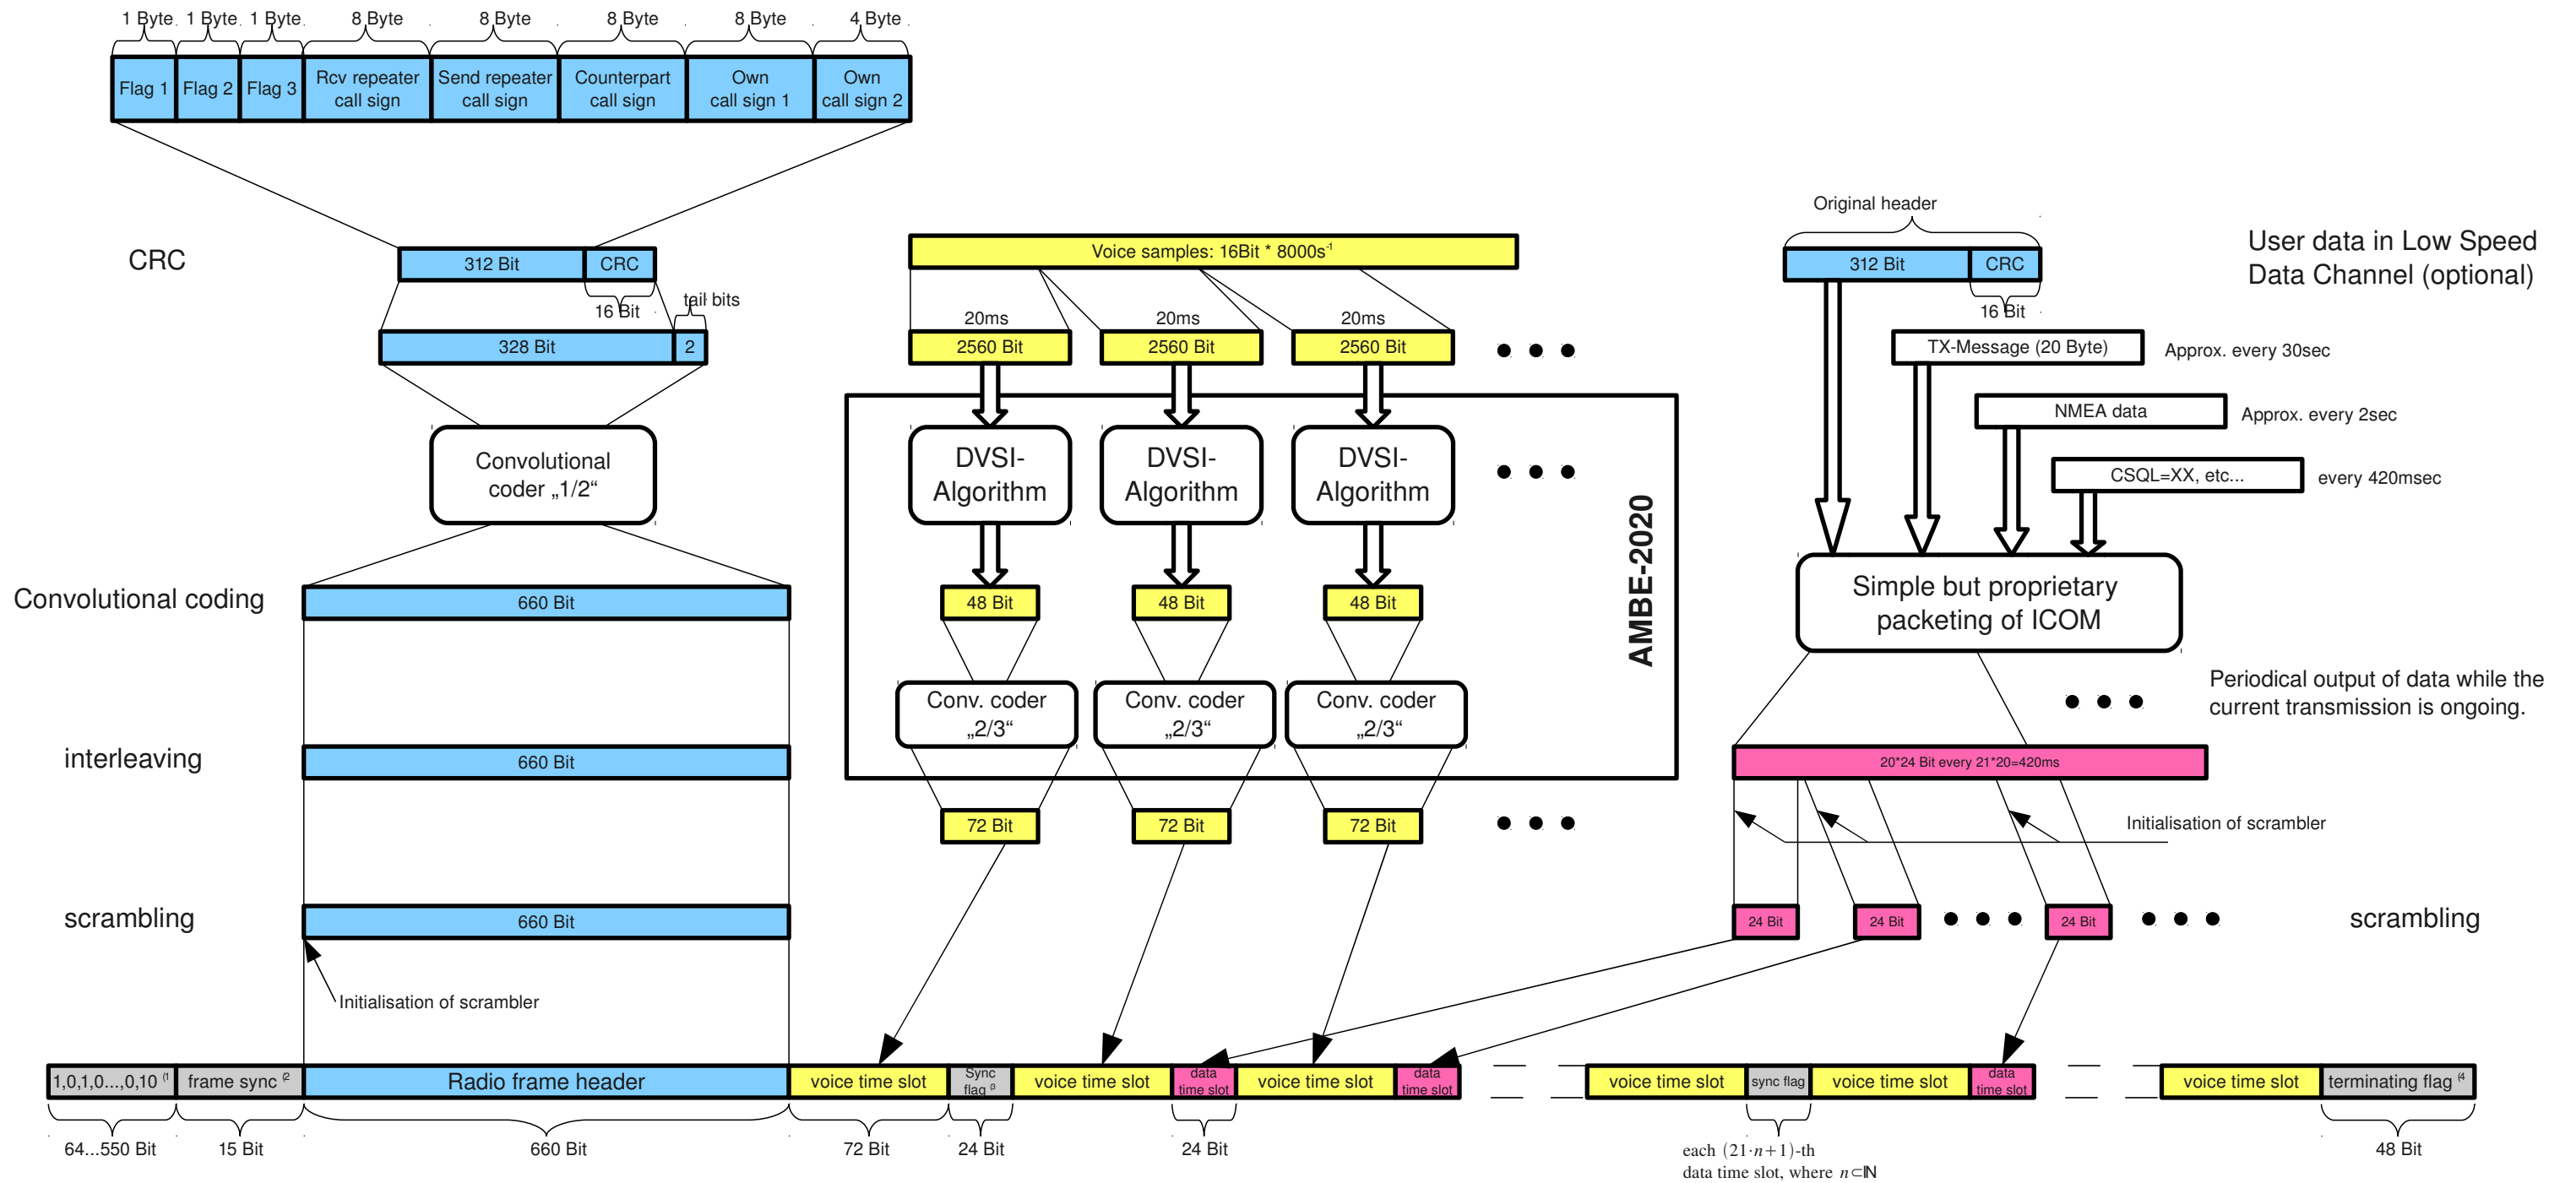 1 Byte 1 Byte 1 Byte 8 Byte 8 Byte 8 Byte 8 Byte 4 Byte
Flag 1 Flag 2 Flag 3
Rcv repeater
call sign
Send repeater
call sign
Counterpart
call sign
Own
call sign 1
Own
call sign 2
CRC
312 Bit CRC
16 Bit
tail bits
328 Bit 2
Convolutional
coder „1/2“
Convolutional coding
660 Bit
interleaving
660 Bit
scrambling
660 Bit
Initialisation of scrambler
Voice samples: 16Bit * 8000s⁻¹
20ms 20ms 20ms
2560 Bit 2560 Bit 2560 Bit
DVSI-
Algorithm
DVSI-
Algorithm
DVSI-
Algorithm
48 Bit 48 Bit 48 Bit
Conv. coder
„2/3“
Conv. coder
„2/3“
Conv. coder
„2/3“
AMBE-2020
72 Bit 72 Bit 72 Bit
Original header
312 Bit CRC
16 Bit
User data in Low Speed
Data Channel (optional)
TX-Message (20 Byte) Approx. every 30sec
NMEA data Approx. every 2sec
CSQL=XX, etc... every 420msec
Simple but proprietary
packeting of ICOM
Periodical output of data while the
current transmission is ongoing.
20*24 Bit every 21*20=420ms
Initialisation of scrambler
24 Bit 24 Bit 24 Bit
scrambling
1,0,1,0...,0,10 ⁽¹ frame sync ⁽² Radio frame header voice time slot
Sync
flag ⁽³
voice time slot
data
time slot
voice time slot
data
time slot
voice time slot sync flag voice time slot
data
time slot
voice time slot terminating flag ⁽⁴
64...550 Bit 15 Bit 660 Bit 72 Bit 24 Bit 24 Bit
each (21·n+1)-th
data time slot, where n⊂ℕ
48 Bit